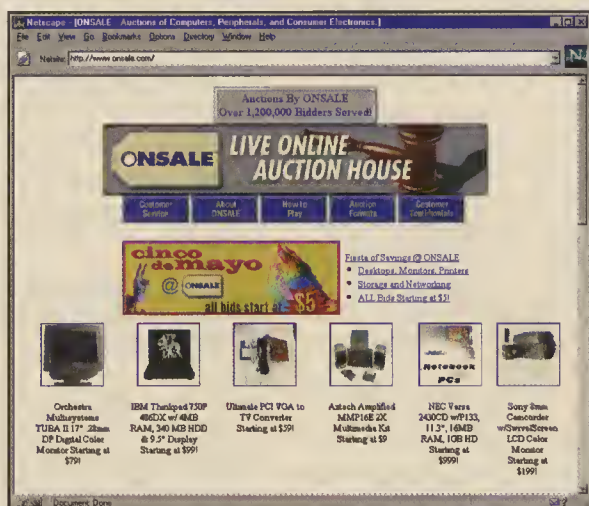 Netscape - [ONSALE - Auctions of Computers, Peripherals, and Consumer Electronics.]
File Edit View Go Bookmarks Options Directory Window Help
http://www.onsale.com/
Auctions By ONSALE
Over 1,200,000 Bidders Served!
ONSALE
LIVE ONLINE
AUCTION HOUSE
Customer Service
About ONSALE
How to Play
Auction Formats
Customer Testimonials
cinco de mayo
@ ONSALE
all bids start at $5
Fiesta of Savings @ ONSALE
Desktops, Monitors, Printers
Storage and Networking
ALL Bids Starting at $5!
Notebook
PCs
Orchestra
Multisystems
TUBA II 17" .28mm
DP Digital Color
Monitor Starting at
$79!
IBM Thinkpad 750P
486DX w/ 4MB
RAM, 340 MB HDD
& 9.5" Display
Starting at $99!
Ultimate PCI VGA to
TV Converter
Starting at $59!
Aztech Amplified
MMP16E 2X
Multimedia Kit
Starting at $9
NEC Versa
2430CD w/P133,
11.3", 16MB
RAM, 1GB HD
Starting at
$999!
Sony 8mm
Camcorder
w/SwivelScreen
LCD Color
Monitor
Starting at
$199!
Document Done